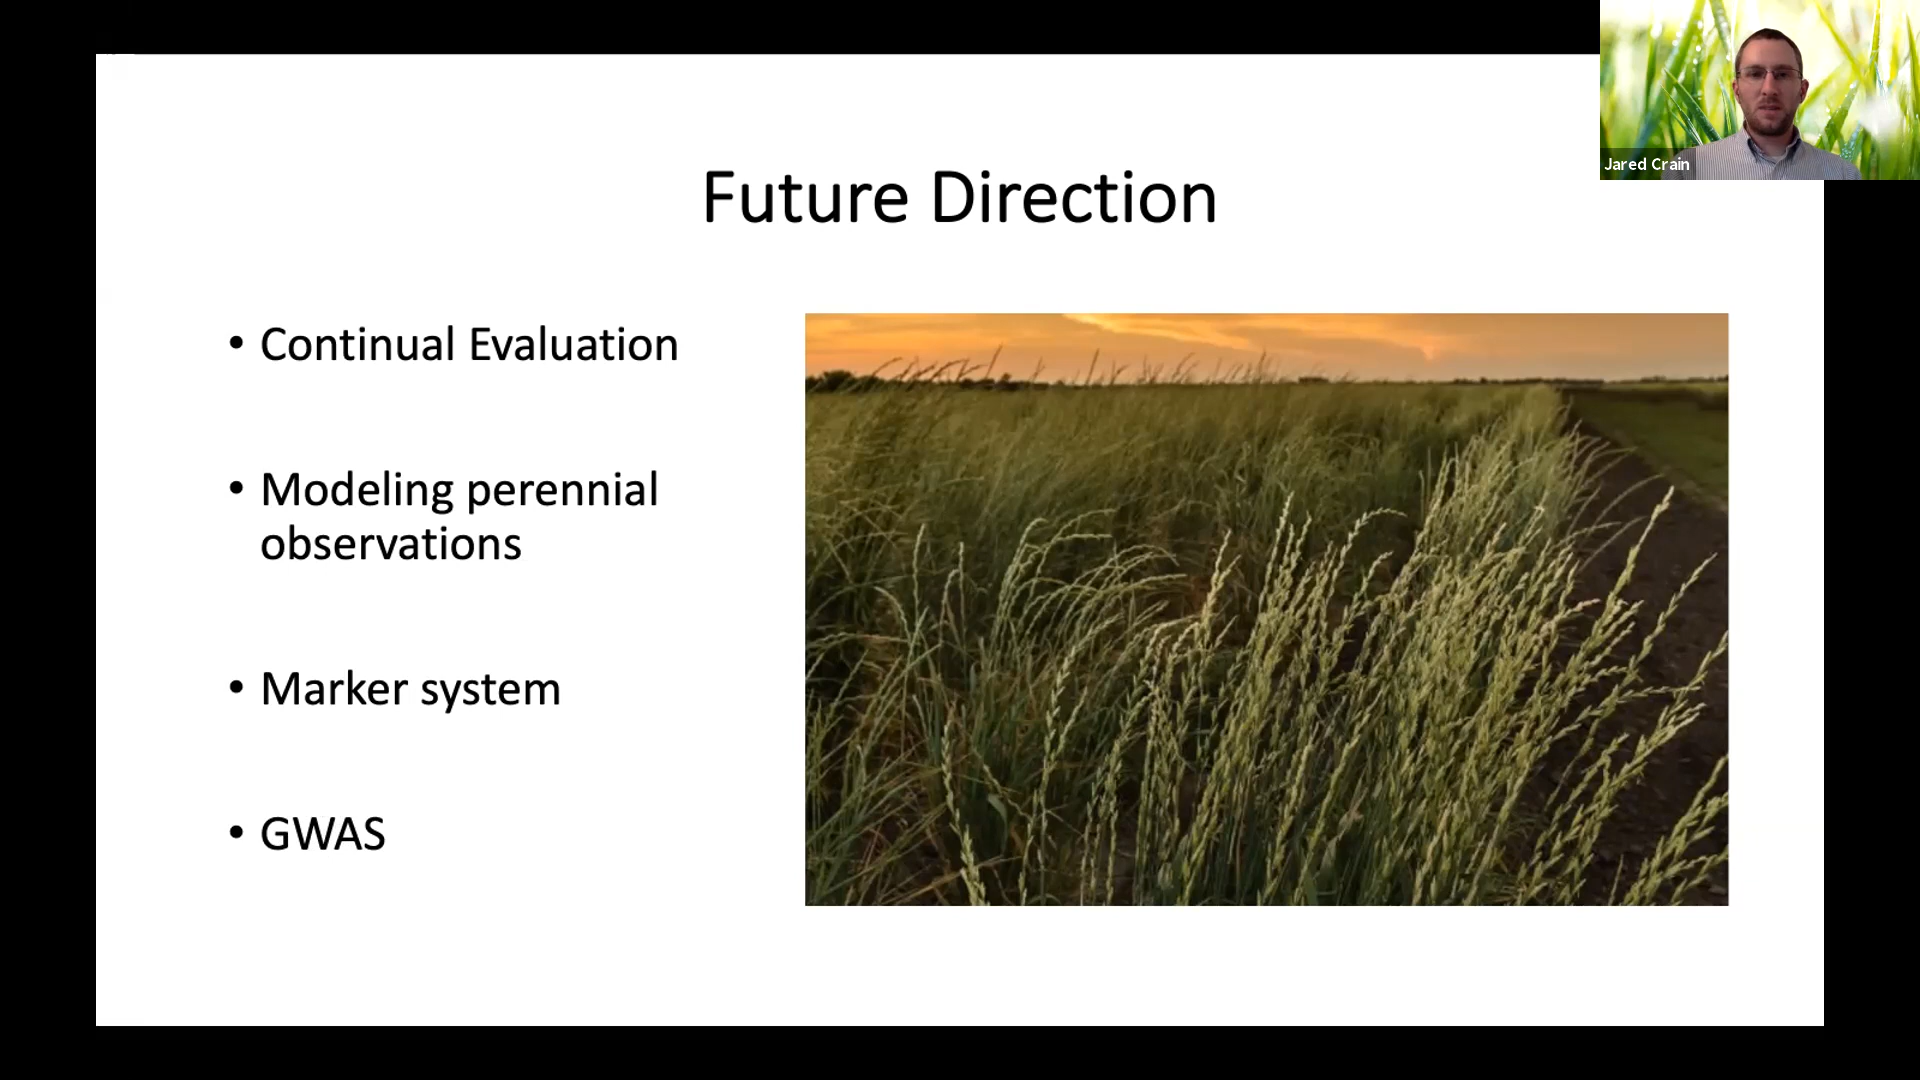 Jared Crain
Future Direction
• Continual Evaluation
• Modeling perennial
observations
• Marker system
• GWAS